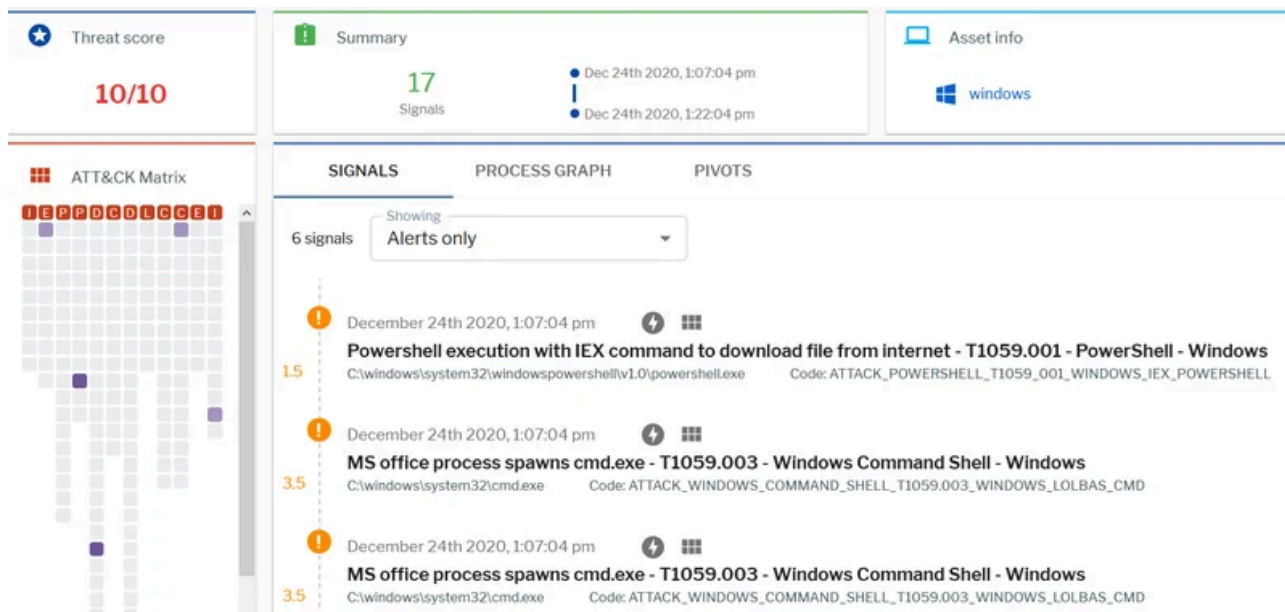 Threat score
10/10
Summary
17
Signals
Dec 24th 2020, 1:07:04 pm
Dec 24th 2020, 1:22:04 pm
Asset info
windows
ATT&CK Matrix
I E P P D C D L C C E I
SIGNALS PROCESS GRAPH PIVOTS
6 signals
Showing
Alerts only
December 24th 2020, 1:07:04 pm
Powershell execution with IEX command to download file from internet - T1059.001 - PowerShell - Windows
1.5
C:\windows\system32\windowspowershell\v1.0\powershell.exe Code: ATTACK_POWERSHELL_T1059_001_WINDOWS_IEX_POWERSHELL
December 24th 2020, 1:07:04 pm
MS office process spawns cmd.exe - T1059.003 - Windows Command Shell - Windows
3.5
C:\windows\system32\cmd.exe Code: ATTACK_WINDOWS_COMMAND_SHELL_T1059.003_WINDOWS_LOLBAS_CMD
December 24th 2020, 1:07:04 pm
MS office process spawns cmd.exe - T1059.003 - Windows Command Shell - Windows
3.5
C:\windows\system32\cmd.exe Code: ATTACK_WINDOWS_COMMAND_SHELL_T1059.003_WINDOWS_LOLBAS_CMD